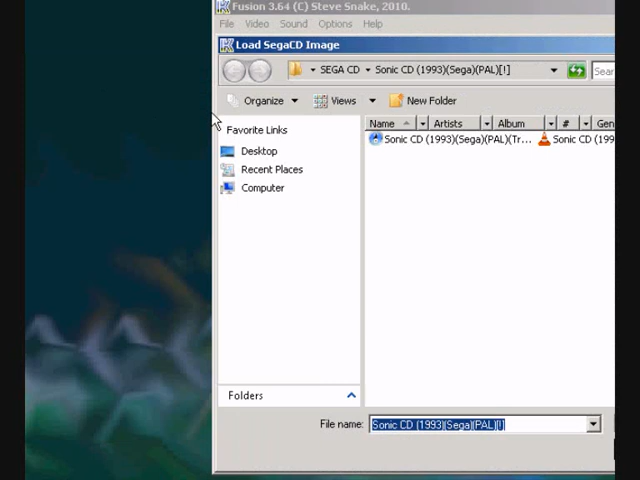 Fusion 3.64 (C) Steve Snake, 2010.
File Video Sound Options Help
Load SegaCD Image
SEGA CD Sonic CD (1993)(Sega)(PAL)[!]
Organize Views New Folder
Favorite Links
Name Artists Album #
Sonic CD (1993)(Sega)(PAL)(Tr... Sonic CD (199
Desktop
Recent Places
Computer
Folders
File name: Sonic CD (1993)(Sega)(PAL)[!]